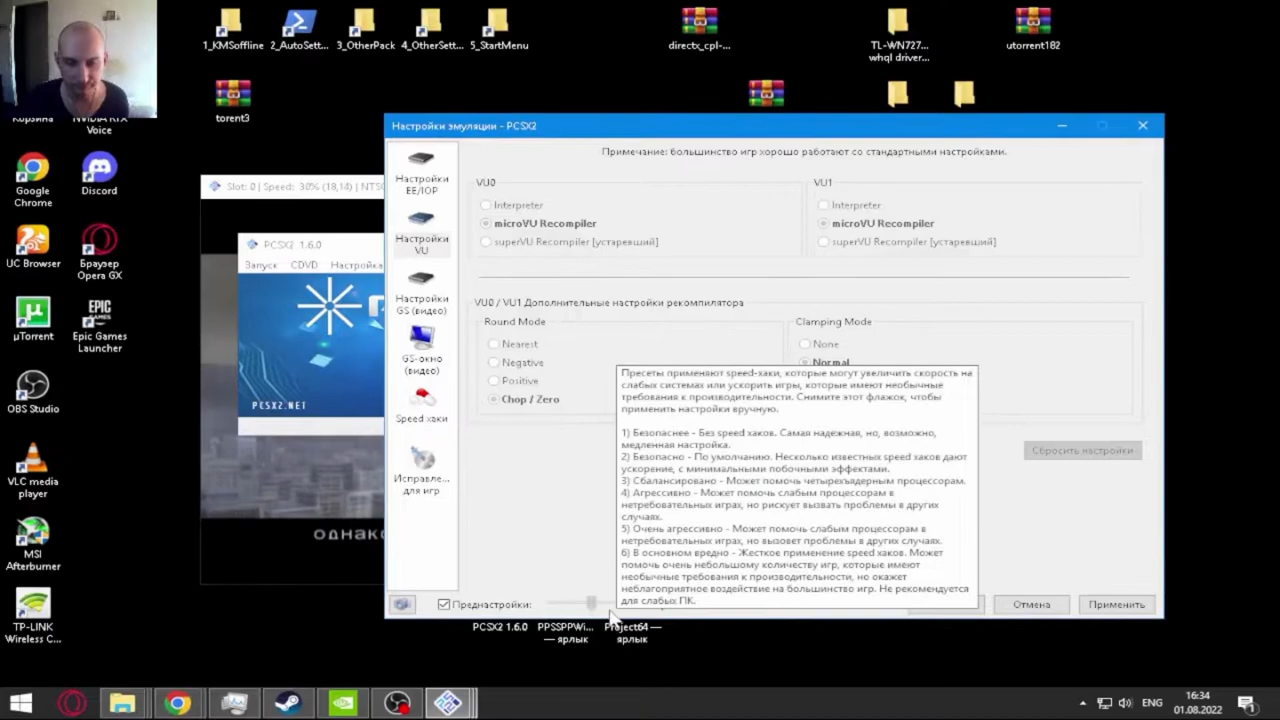 1_KMSoffline
2_AutoSett...
3_OtherPack
4_OtherSett...
5_StartMenu
directx_cpl-...
TL-WN727...
whql driver...
utorrent182
torent3
Корзина
Voice
Google
Chrome
Discord
UC Browser
Браузер
Opera GX
µTorrent
Epic Games
Launcher
OBS Studio
VLC media
player
MSI
Afterburner
TP-LINK
Wireless C...
Slot: 0 | Speed: 30% (18,14) | NTSC
PCSX2 1.6.0
Запуск CDVD Настройка
PCSX2.NET
EPIC
GAMES
Настройки эмуляции - PCSX2
Примечание: большинство игр хорошо работают со стандартными настройками.
Настройки
EE/IOP
Настройки
VU
Настройки
GS (видео)
GS-окно
(видео)
Speed хаки
Исправле...
для игр
VU0
Interpreter
microVU Recompiler
superVU Recompiler [устаревший]
VU1
Interpreter
microVU Recompiler
superVU Recompiler [устаревший]
VU0 / VU1 Дополнительные настройки рекомпилятора
Round Mode
Nearest
Negative
Positive
Chop / Zero
Clamping Mode
None
Normal
Пресеты применяют speed-хаки, которые могут увеличить скорость на
слабых системах или ускорить игры, которые имеют необычные
требования к производительности. Снимите этот флажок, чтобы
применить настройки вручную.
1) Безопаснее - Без speed хаков. Самая надежная, но, возможно,
медленная настройка.
2) Безопасно - По умолчанию. Несколько известных speed хаков дают
ускорение, с минимальными побочными эффектами.
3) Сбалансировано - Может помочь четырехъядерным процессорам.
4) Агрессивно - Может помочь слабым процессорам в
нетребовательных играх, но рискует вызвать проблемы в других
случаях.
5) Очень агрессивно - Может помочь слабым процессорам в
нетребовательных играх, но вызовет проблемы в других случаях.
6) В основном вредно - Жесткое применение speed хаков. Может
помочь очень небольшому количеству игр, которые имеют
необычные требования к производительности, но окажет
неблагоприятное воздействие на большинство игр. Не рекомендуется
для слабых ПК.
Сбросить настройки
Преднастройки:
Отмена
Применить
ОДНАКО
PCSX2 1.6.0
PPSSPPWi...
— ярлык
Project64 —
ярлык
ENG
16:34
01.08.2022